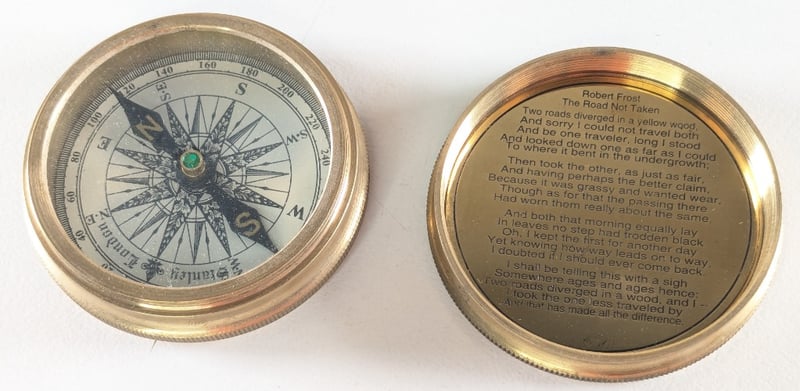 100
120
140
160
180
200
220
240
80
60
40
S·E
S
S·W
E
W
N·E
N
S
W
Stanley London
Robert Frost
The Road Not Taken
Two roads diverged in a yellow wood,
And sorry I could not travel both
And be one traveler, long I stood
And looked down one as far as I could
To where it bent in the undergrowth;
Then took the other, as just as fair,
And having perhaps the better claim,
Because it was grassy and wanted wear,
Though as for that the passing there
Had worn them really about the same,
And both that morning equally lay
In leaves no step had trodden black
Oh, I kept the first for another day
Yet knowing how way leads on to way,
I doubted if I should ever come back.
I shall be telling this with a sigh
Somewhere ages and ages hence:
Two roads diverged in a wood, and I --
I took the one less traveled by
And that has made all the difference.